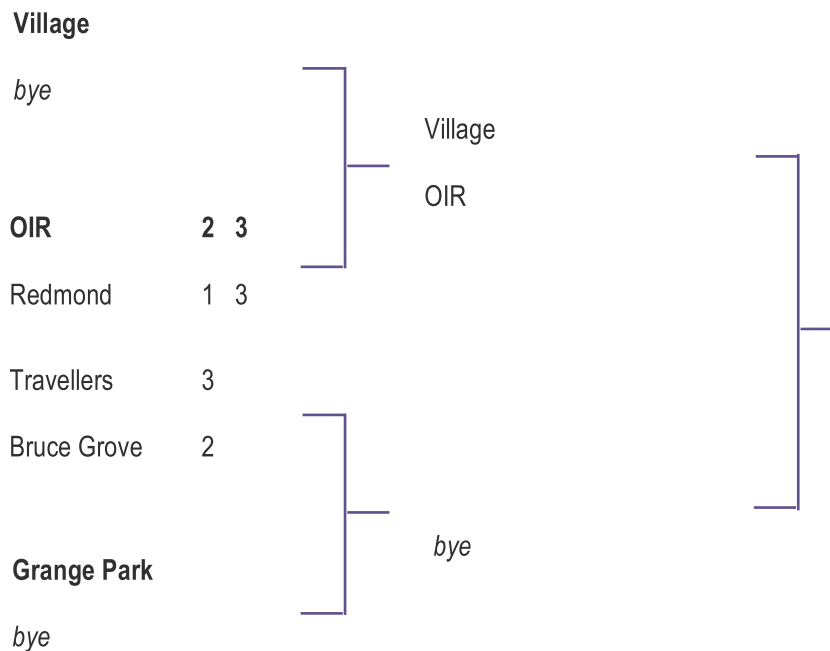 Village
bye
Village
OIR
OIR 2 3
Redmond 1 3
Travellers 3
Bruce Grove 2
bye
Grange Park
bye